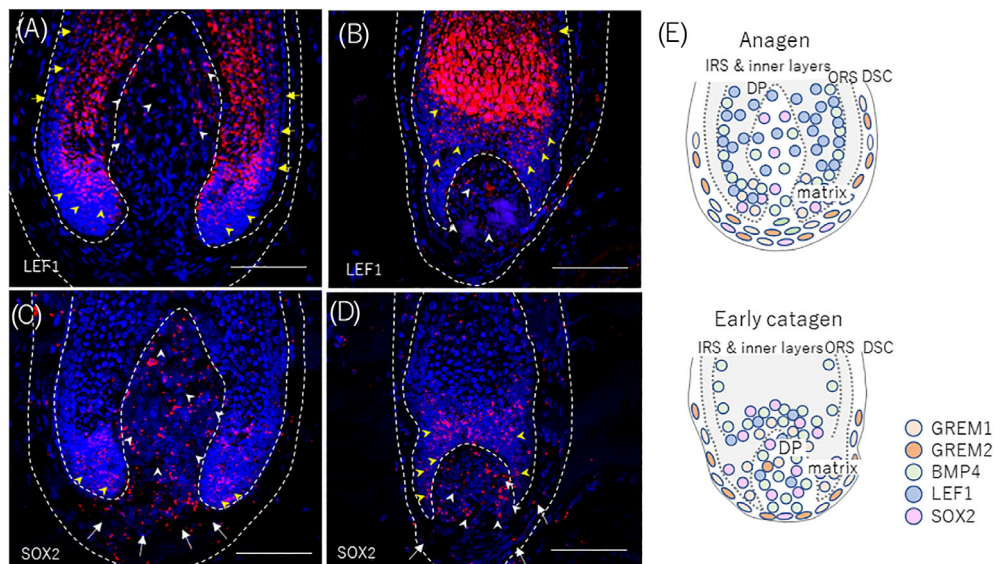 (A)
LEF1
(B)
LEF1
(C)
SOX2
(D)
SOX2
(E)
Anagen
IRS & inner layers
ORS DSC
DP
matrix
Early catagen
IRS & inner layers ORS DSC
DP
matrix
GREM1
GREM2
BMP4
LEF1
SOX2